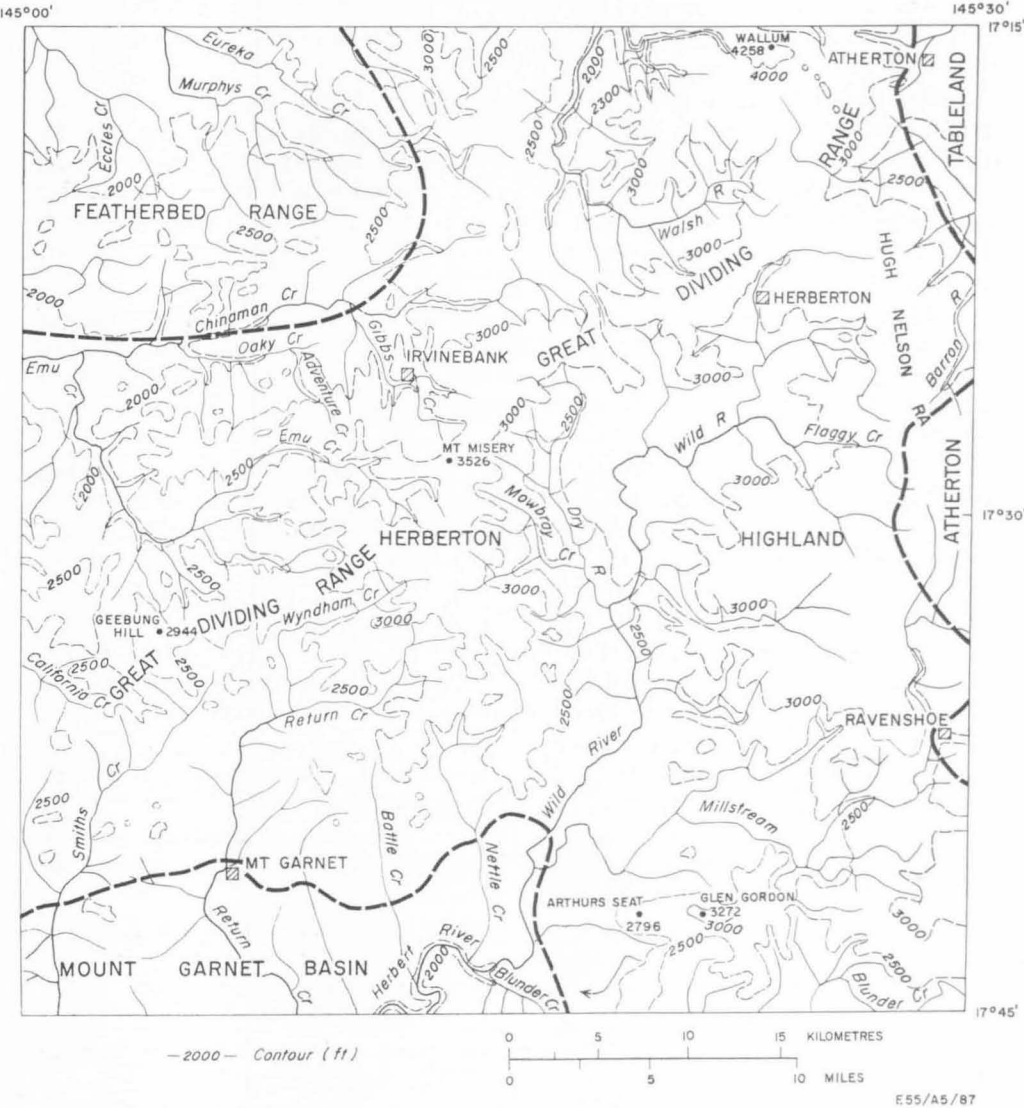 145°00'
145°30'
17°15'
Eureka
Cr
3000
2500
2000
WALLUM
4258
4000
ATHERTON
TABLELAND
Murphys Cr
Eccles Cr
2300
2500
3000
RANGE
3000
2500
2000
FEATHERBED RANGE
2500
2500
Walsh R
3000
DIVIDING
HUGH NELSON RA
2000
Chinaman Cr
HERBERTON
Barron R
Oaky Cr
Gibbs Cr
3000
IRVINEBANK
GREAT
Emu Cr
2000
Adventure Cr
3000
3000
2500
Wild R
Flaggy Cr
Emu Cr
MT MISERY
3526
2500
2000
3000
Mowbray Cr
Dry R
17°30'
HERBERTON HIGHLAND
ATHERTON
2500
2500
RANGE
3000
3000
GEEBUNG
HILL
2944
DIVIDING
Wyndham Cr
3000
2500
California Cr
2500
GREAT
2500
2500
Return Cr
2500
3000
River
RAVENSHOE
Smiths Cr
2500
Battle Cr
Wild
Millstream
2500
MT GARNET
Nettle Cr
ARTHURS SEAT
2796
GLEN GORDON
3272
3000
3000
Return Cr
River
2500
2500
MOUNT GARNET BASIN
Herbert
2000
Blunder Cr
Blunder Cr
17°45'
—2000— Contour (ft)
0 5 10 15 KILOMETRES
0 5 10 MILES
E55/A5/87